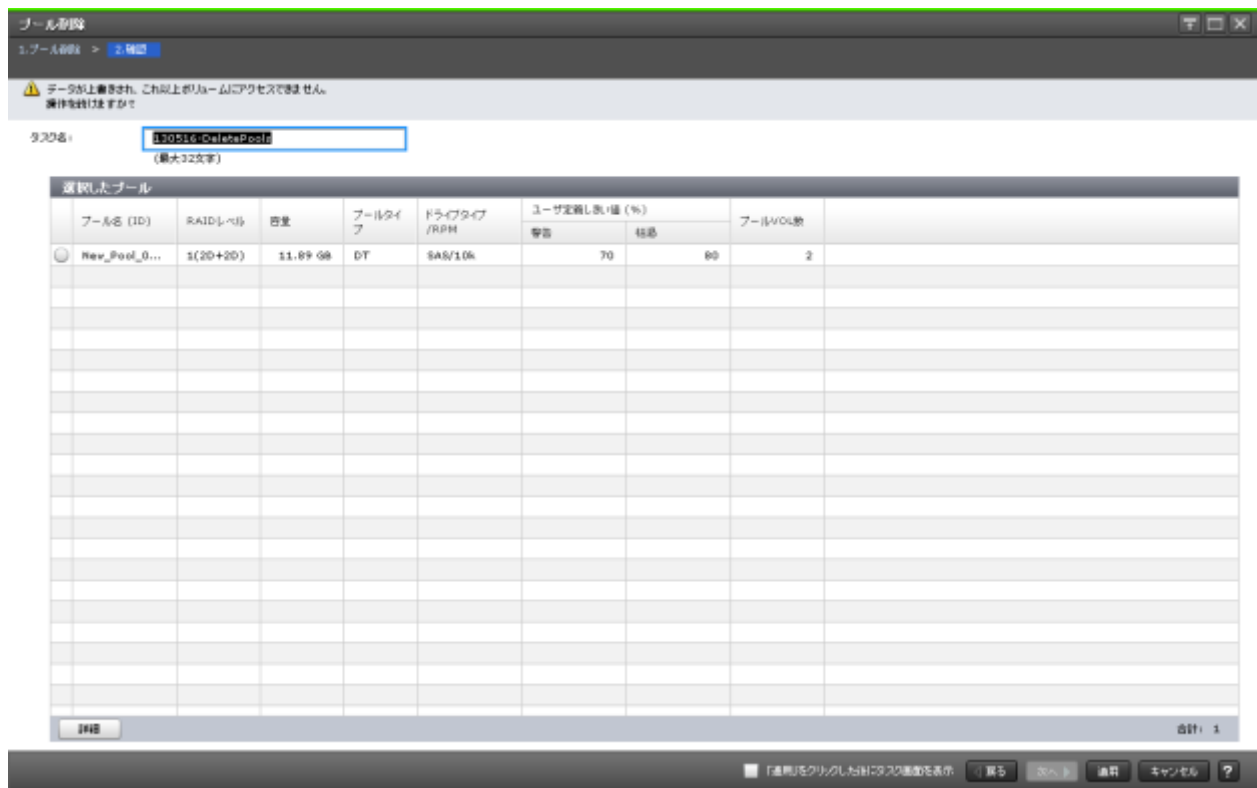 プール削除
1.プール削除 > 2.確認
データが上書きされ、これ以上ボリュームにアクセスできません。
操作を続けますか?
タスク名:
130516-DeletePools
(最大32文字)
選択したプール
プール名 (ID) RAIDレベル 容量 プールタイプ ドライブタイプ/RPM ユーザ定義しきい値 (%) 警告 枯渇 プールVOL数
New_Pool_0... 1(2D+2D) 11.89 GB DT SAS/10k 70 80 2
詳細 合計: 1
「適用」をクリックした後にタスク画面を表示 戻る 次へ 適用 キャンセル ?